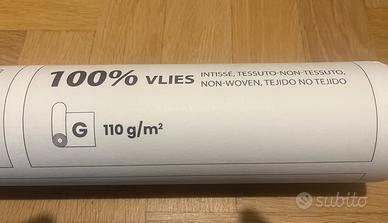 100% VLIES INTISSÉ, TESSUTO-NON-TESSUTO,
NON-WOVEN, TEJIDO NO TEJIDO
G 110 g/m²
subito